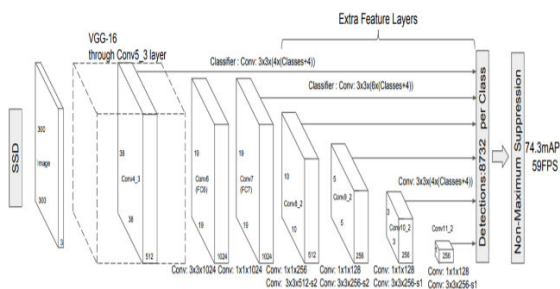 Extra Feature Layers
VGG-16
through Conv5_3 layer
Classifier : Conv: 3x3x(4x(Classes+4))
Classifier : Conv: 3x3x(6x(Classes+4))
SSD
300
Image
300
3
38
Conv4_3
38
512
19
Conv6
(FC6)
19
1024
19
Conv7
(FC7)
19
1024
10
Conv8_2
10
512
5
Conv9_2
5
256
Conv: 3x3x(4x(Classes+4))
3
Conv10_2
3
256
Conv11_2
1
256
Detections:8732 per Class
Non-Maximum Suppression
74.3mAP
59FPS
Conv: 3x3x1024
Conv: 1x1x1024
Conv: 1x1x256
Conv: 3x3x512-s2
Conv: 1x1x128
Conv: 3x3x256-s2
Conv: 1x1x128
Conv: 3x3x256-s1
Conv: 1x1x128
Conv: 3x3x256-s1